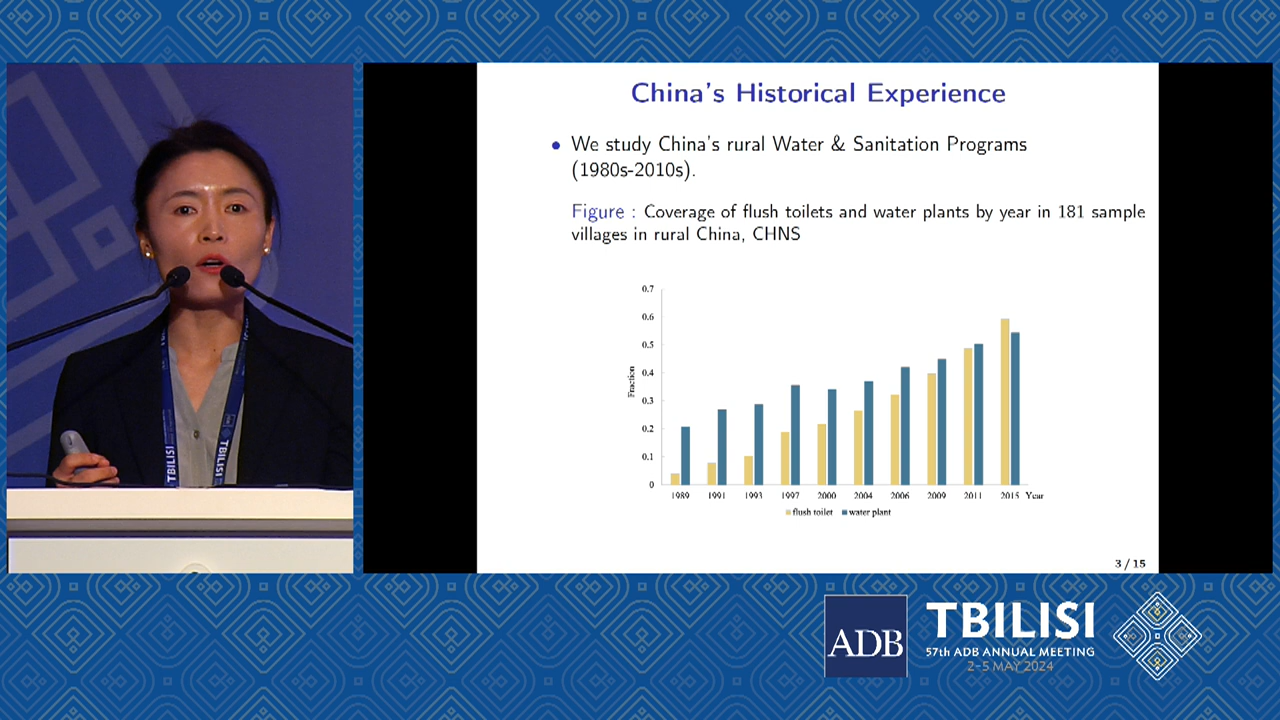 China's Historical Experience
• We study China's rural Water & Sanitation Programs
(1980s-2010s).
Figure : Coverage of flush toilets and water plants by year in 181 sample
villages in rural China, CHNS
0.7
0.6
0.5
0.4
0.3
0.2
0.1
0
Fraction
1989 1991 1993 1997 2000 2004 2006 2009 2011 2015 Year
flush toilet water plant
3 / 15
TBILISI
TBILISI
ADB
TBILISI
57th ADB ANNUAL MEETING
2–5 MAY 2024